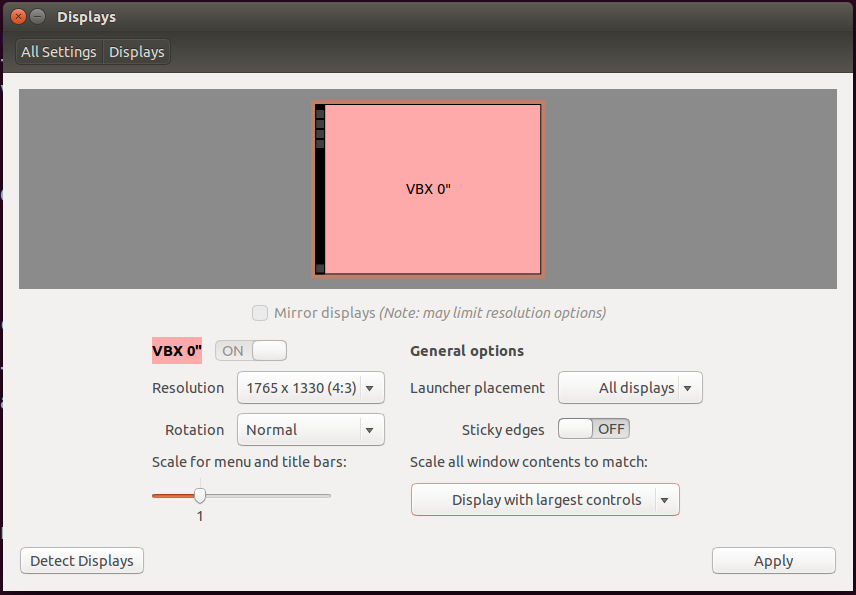 Displays
All Settings Displays
VBX 0"
Mirror displays (Note: may limit resolution options)
VBX 0" ON
General options
Resolution 1765 x 1330 (4:3)
Launcher placement All displays
Rotation Normal
Sticky edges OFF
Scale for menu and title bars:
Scale all window contents to match:
1
Display with largest controls
Detect Displays
Apply